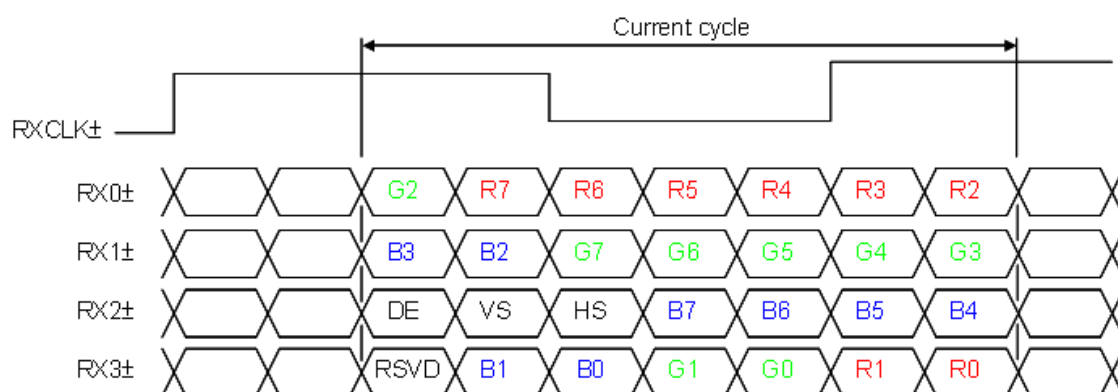 Current cycle
RXCLK±
RX0± G2 R7 R6 R5 R4 R3 R2
RX1± B3 B2 G7 G6 G5 G4 G3
RX2± DE VS HS B7 B6 B5 B4
RX3± RSVD B1 B0 G1 G0 R1 R0